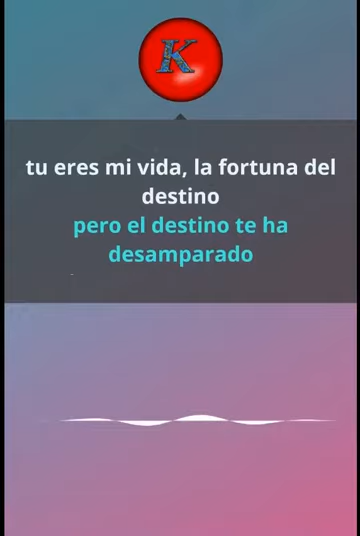 K
tu eres mi vida, la fortuna del
destino
pero el destino te ha
desamparado